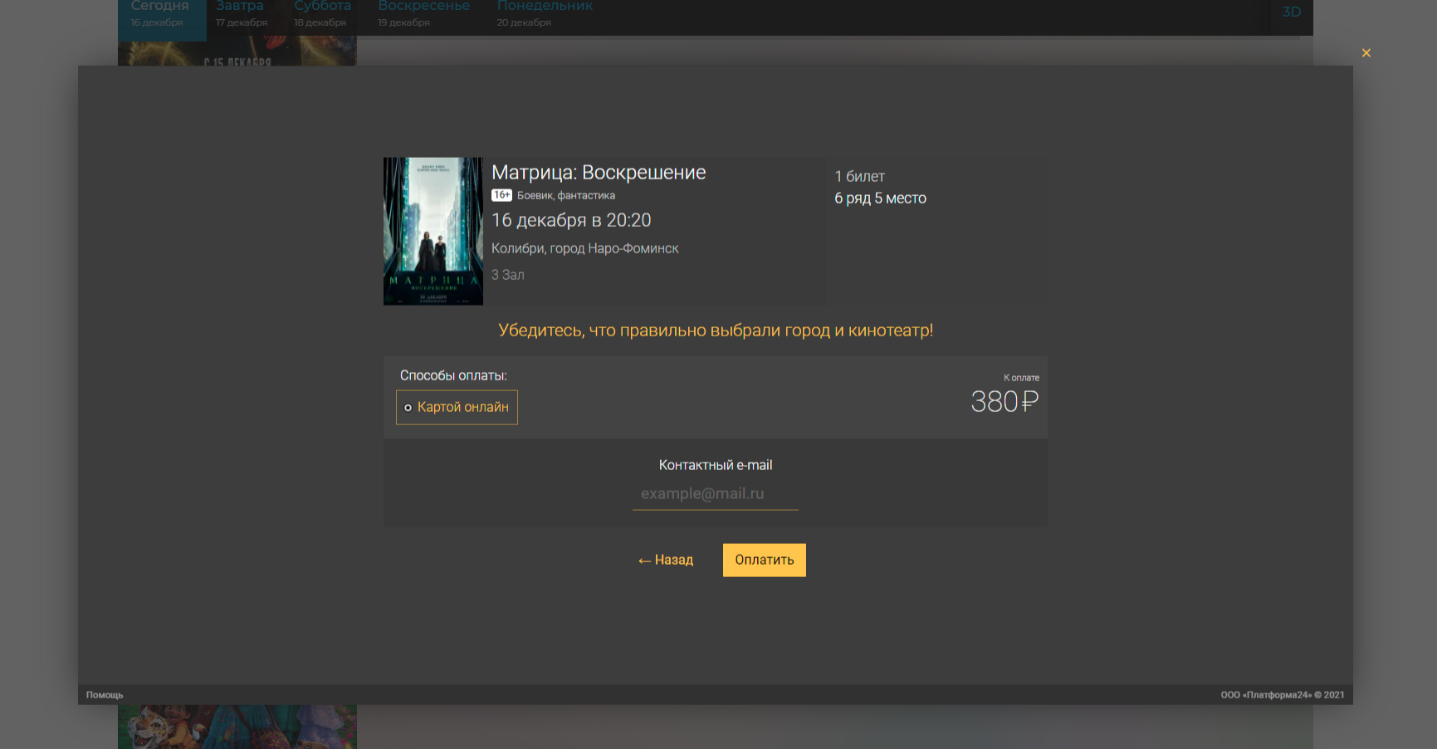 Сегодня
16 декабря
Завтра
17 декабря
Суббота
18 декабря
Воскресенье
19 декабря
Понедельник
20 декабря
3D
С 15 ДЕКАБРЯ
×
МАТРИЦА
ВОСКРЕШЕНИЕ
Матрица: Воскрешение
16+ Боевик, фантастика
16 декабря в 20:20
Колибри, город Наро-Фоминск
3 Зал
1 билет
6 ряд 5 место
Убедитесь, что правильно выбрали город и кинотеатр!
Способы оплаты:
Картой онлайн
К оплате
380₽
Контактный e-mail
example@mail.ru
← Назад
Оплатить
Помощь
ООО «Платформа24» © 2021